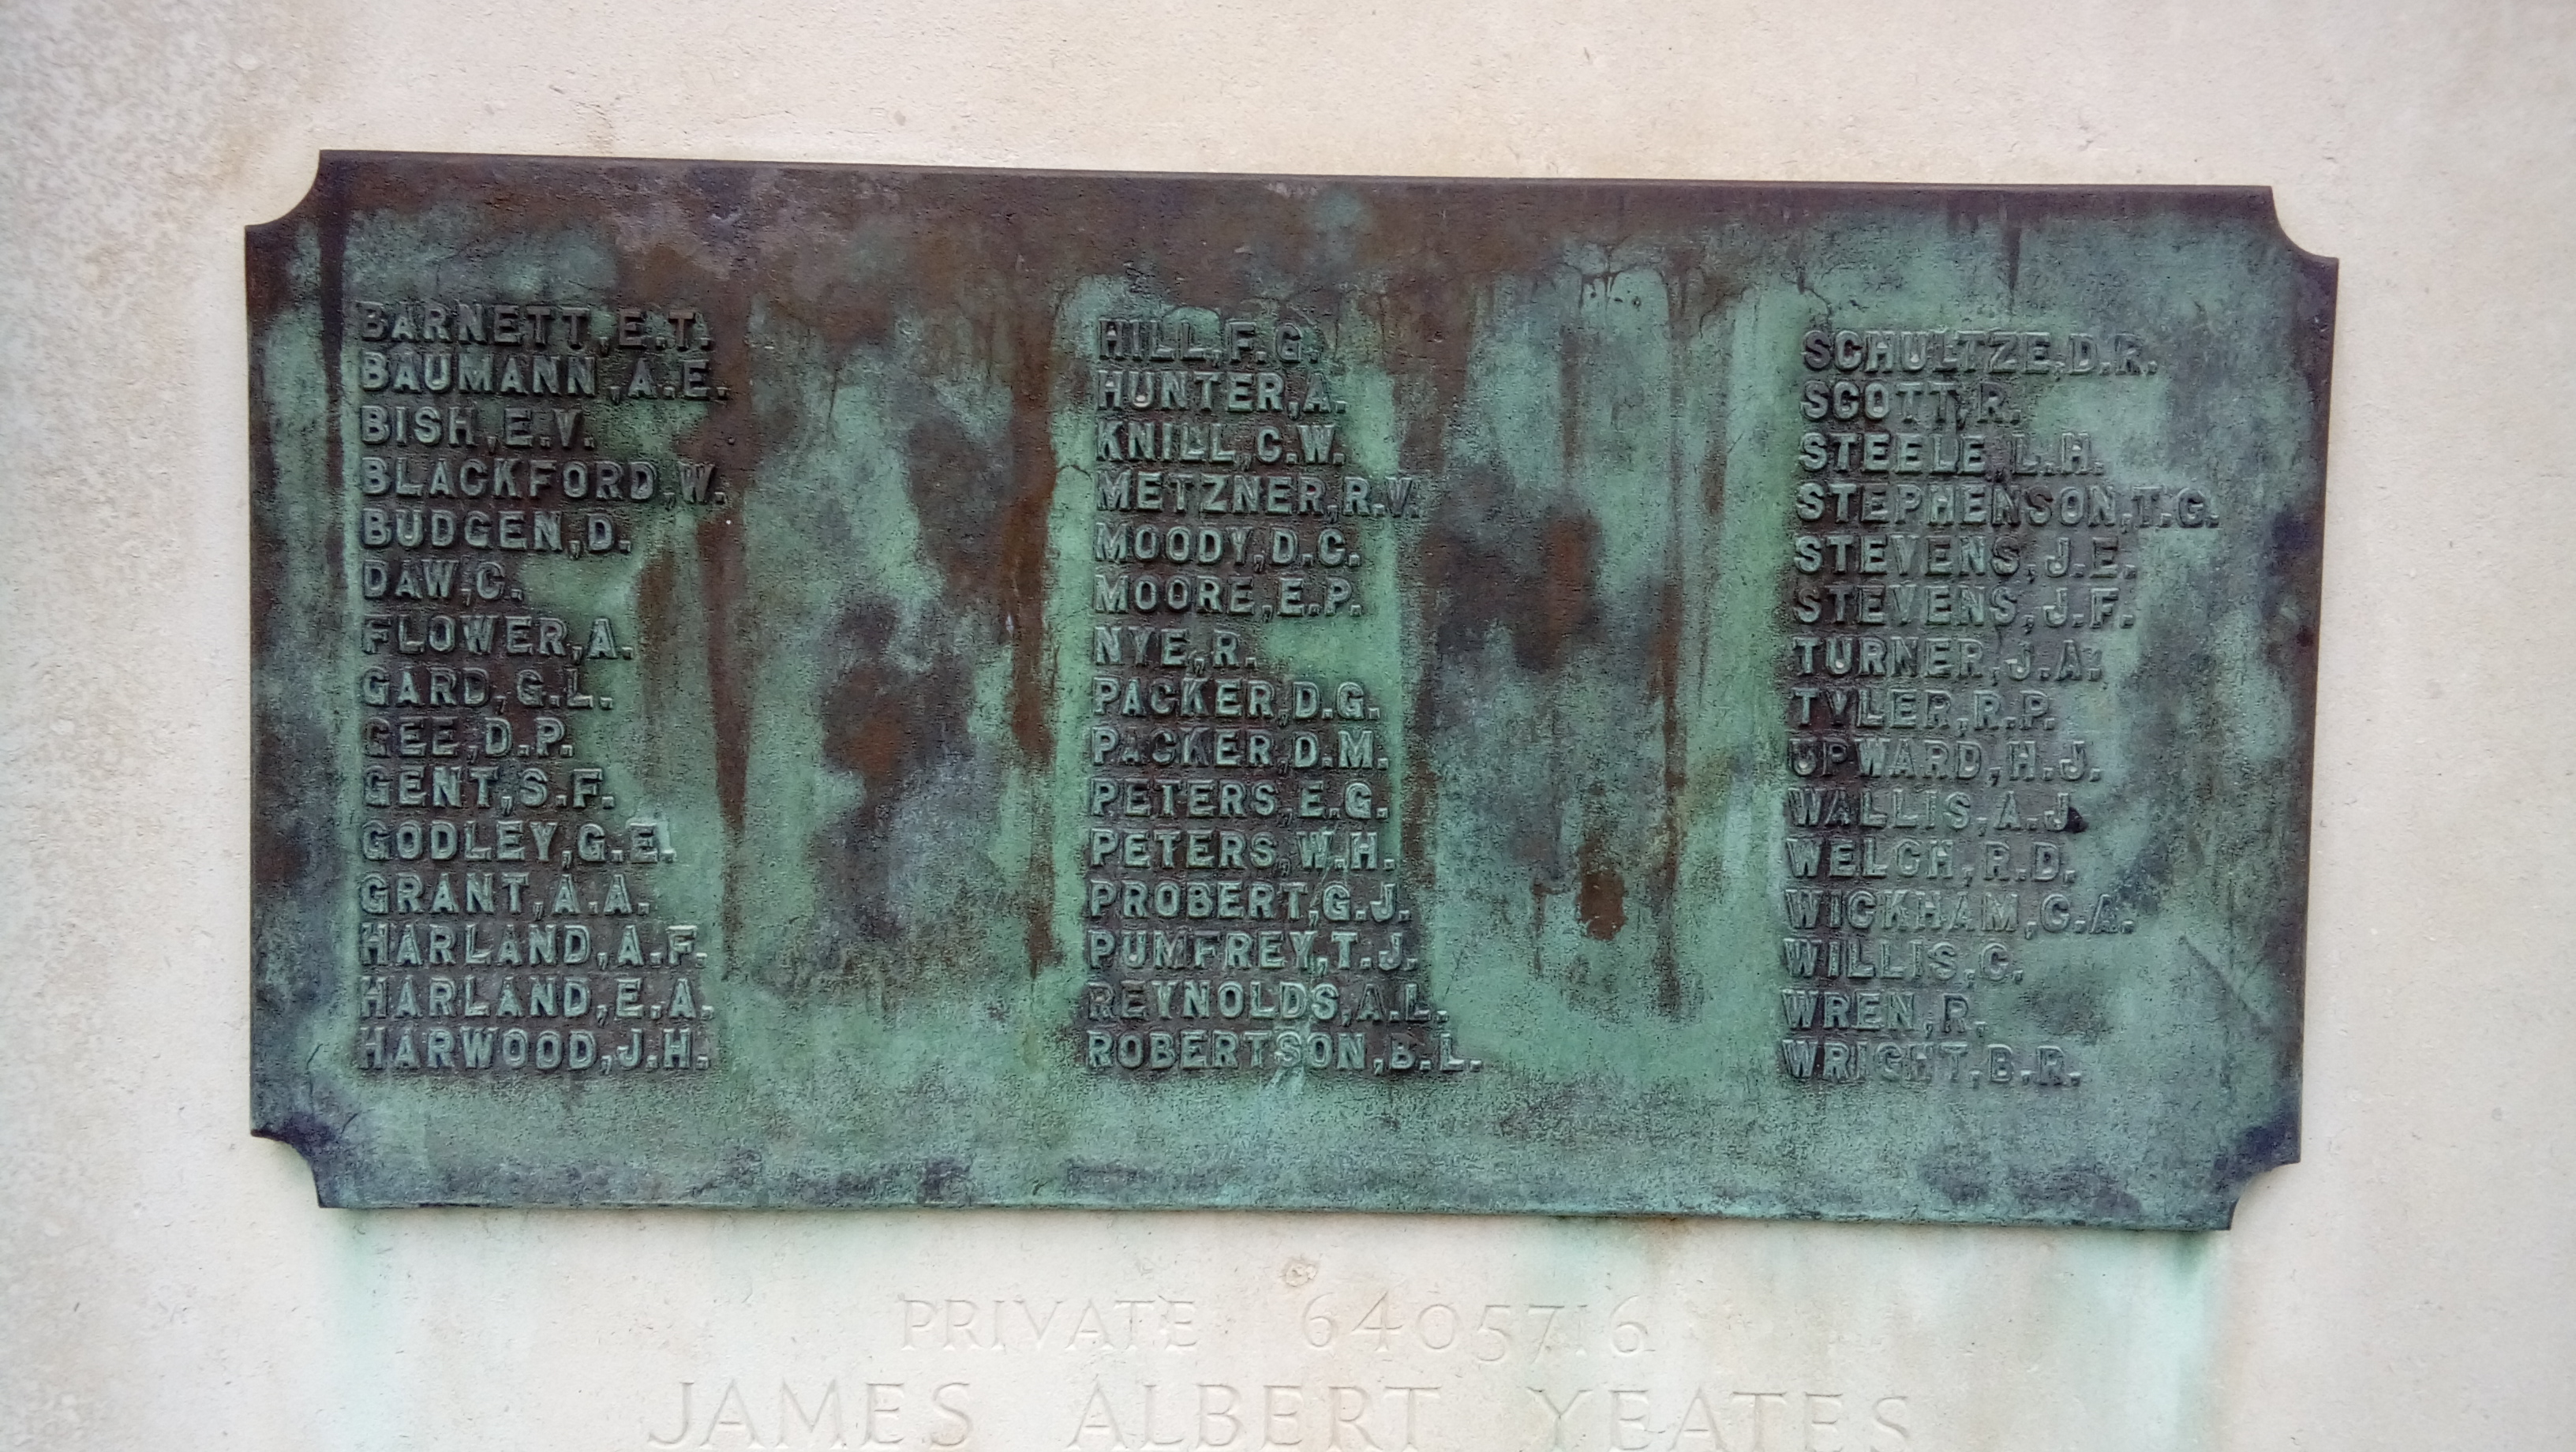 BARNETT, E.T.
BAUMANN, A.E.
BISH, E.V.
BLACKFORD, W.
BUDGEN, D.
DAW, C.
FLOWER, A.
GARD, G.L.
GEE, D.P.
GENT, S.F.
GODLEY, G.E.
GRANT, A.A.
HARLAND, A.F.
HARLAND, E.A.
HARWOOD, J.H.
HILL, F.G.
HUNTER, A.
KNILL, C.W.
METZNER, R.V.
MOODY, D.C.
MOORE, E.P.
NYE, R.
PACKER, D.G.
PACKER, D.M.
PETERS, E.G.
PETERS, W.H.
PROBERT, G.J.
PUMFREY, T.J.
REYNOLDS, A.L.
ROBERTSON, B.L.
SCHULTZE, D.R.
SCOTT, R.
STEELE, L.H.
STEPHENSON, T.G.
STEVENS, J.E.
STEVENS, J.F.
TURNER, J.A.
TYLER, R.P.
UPWARD, H.J.
WALLIS, A.J.
WELCH, R.D.
WICKHAM, C.A.
WILLIS, C.
WREN, R.
WRIGHT, B.R.
PRIVATE 6405716
JAMES ALBERT YEATES